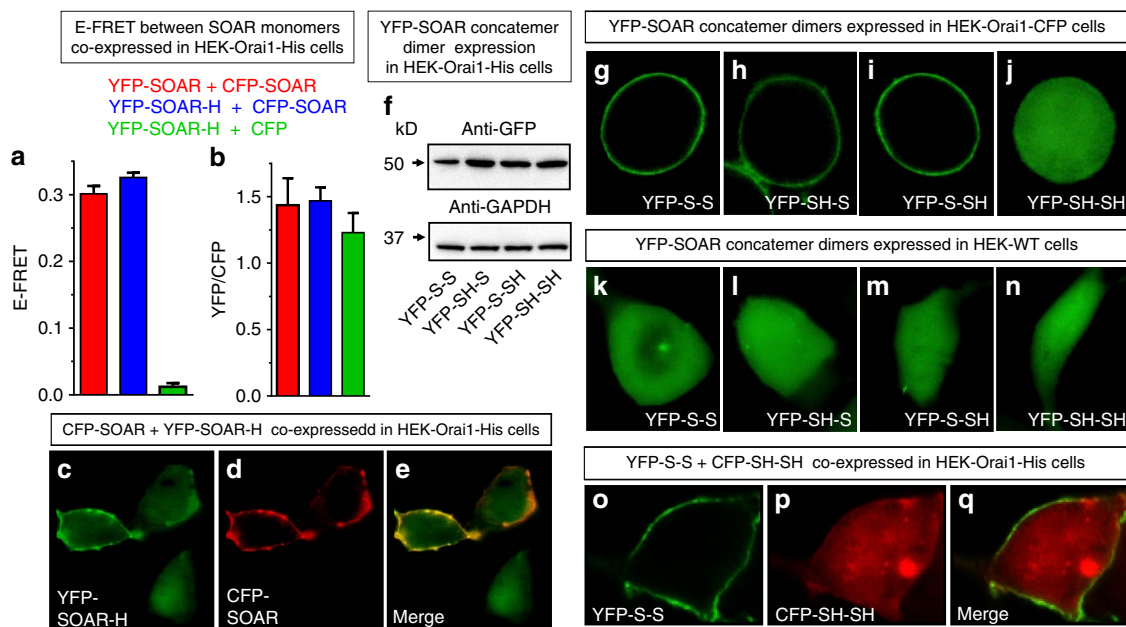 E-FRET between SOAR monomers
co-expressed in HEK-Orai1-His cells
YFP-SOAR + CFP-SOAR
YFP-SOAR-H + CFP-SOAR
YFP-SOAR-H + CFP
a
E-FRET
0.3
0.2
0.1
0.0
b
YFP/CFP
1.5
1.0
0.5
0.0
YFP-SOAR concatemer
dimer expression
in HEK-Orai1-His cells
f
kD
Anti-GFP
50
Anti-GAPDH
37
YFP-S-S
YFP-SH-S
YFP-S-SH
YFP-SH-SH
CFP-SOAR + YFP-SOAR-H co-expressedd in HEK-Orai1-His cells
c
YFP-
SOAR-H
d
CFP-
SOAR
e
Merge
YFP-SOAR concatemer dimers expressed in HEK-Orai1-CFP cells
g
YFP-S-S
h
YFP-SH-S
i
YFP-S-SH
j
YFP-SH-SH
YFP-SOAR concatemer dimers expressed in HEK-WT cells
k
YFP-S-S
l
YFP-SH-S
m
YFP-S-SH
n
YFP-SH-SH
YFP-S-S + CFP-SH-SH co-expressed in HEK-Orai1-His cells
o
YFP-S-S
p
CFP-SH-SH
q
Merge